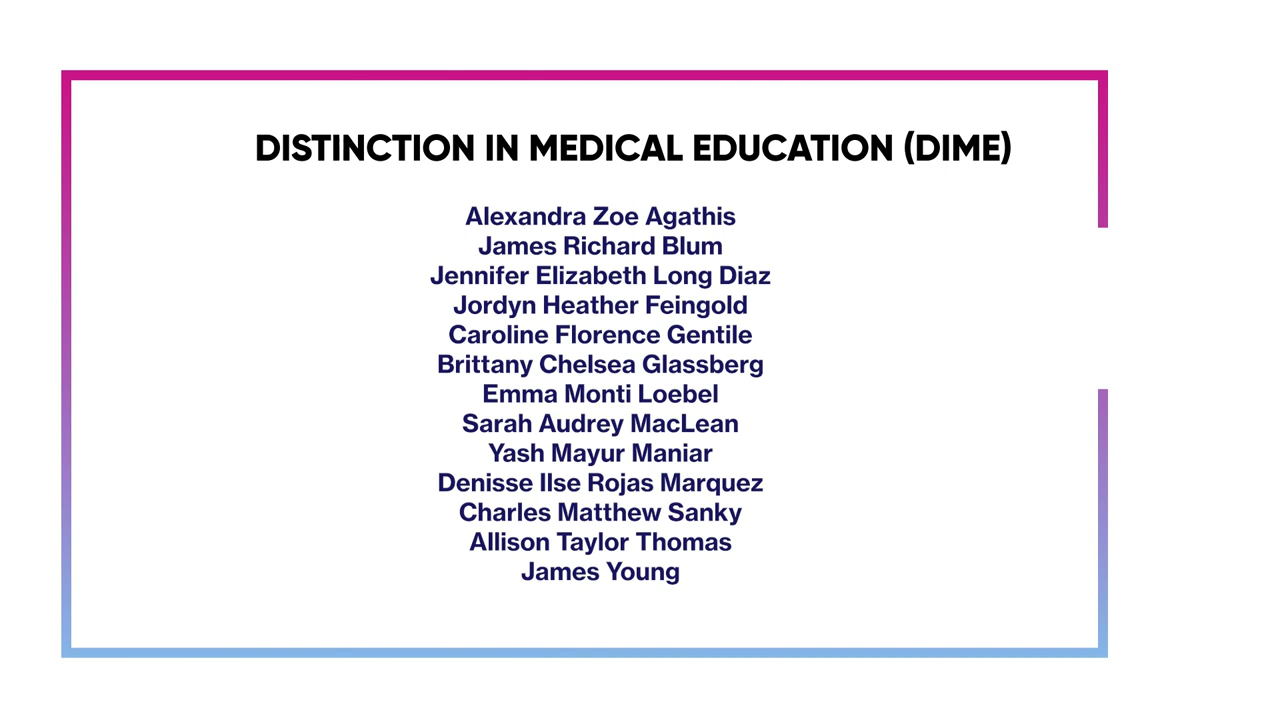 DISTINCTION IN MEDICAL EDUCATION (DIME)
Alexandra Zoe Agathis
James Richard Blum
Jennifer Elizabeth Long Diaz
Jordyn Heather Feingold
Caroline Florence Gentile
Brittany Chelsea Glassberg
Emma Monti Loebel
Sarah Audrey MacLean
Yash Mayur Maniar
Denisse Ilse Rojas Marquez
Charles Matthew Sanky
Allison Taylor Thomas
James Young